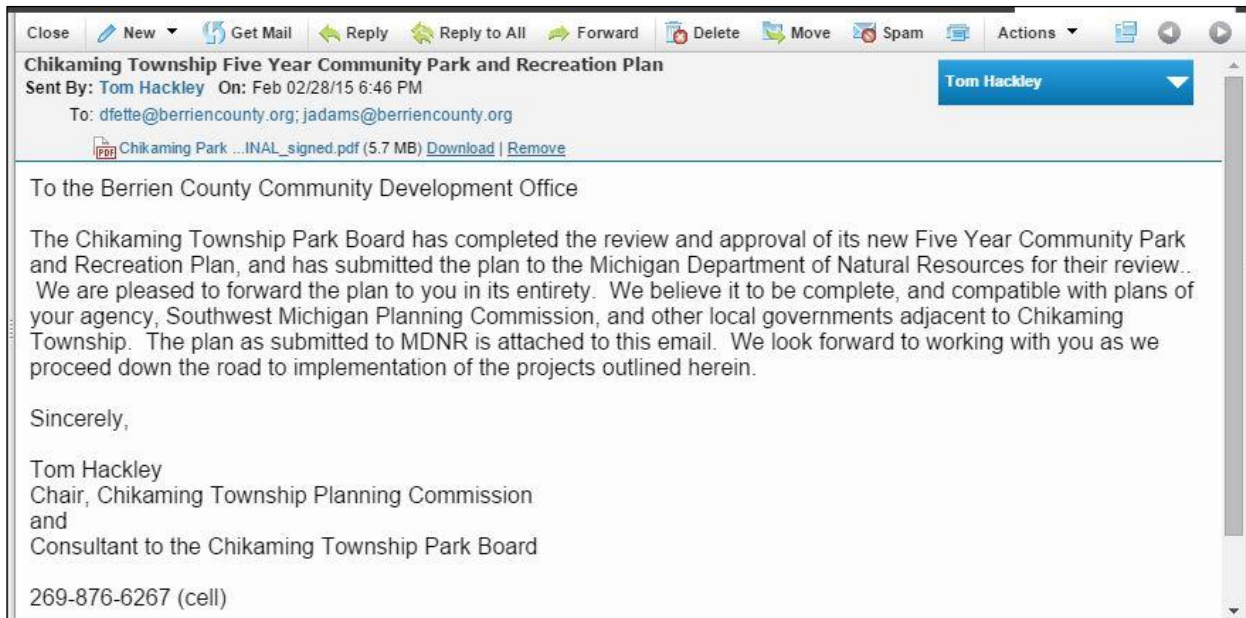 Close New Get Mail Reply Reply to All Forward Delete Move Spam Actions
Chikaming Township Five Year Community Park and Recreation Plan
Sent By: Tom Hackley On: Feb 02/28/15 6:46 PM
Tom Hackley
To: dfette@berriencounty.org; jadams@berriencounty.org
PDF Chikaming Park ...INAL_signed.pdf (5.7 MB) Download | Remove
To the Berrien County Community Development Office
The Chikaming Township Park Board has completed the review and approval of its new Five Year Community Park
and Recreation Plan, and has submitted the plan to the Michigan Department of Natural Resources for their review..
We are pleased to forward the plan to you in its entirety. We believe it to be complete, and compatible with plans of
your agency, Southwest Michigan Planning Commission, and other local governments adjacent to Chikaming
Township. The plan as submitted to MDNR is attached to this email. We look forward to working with you as we
proceed down the road to implementation of the projects outlined herein.
Sincerely,
Tom Hackley
Chair, Chikaming Township Planning Commission
and
Consultant to the Chikaming Township Park Board
269-876-6267 (cell)